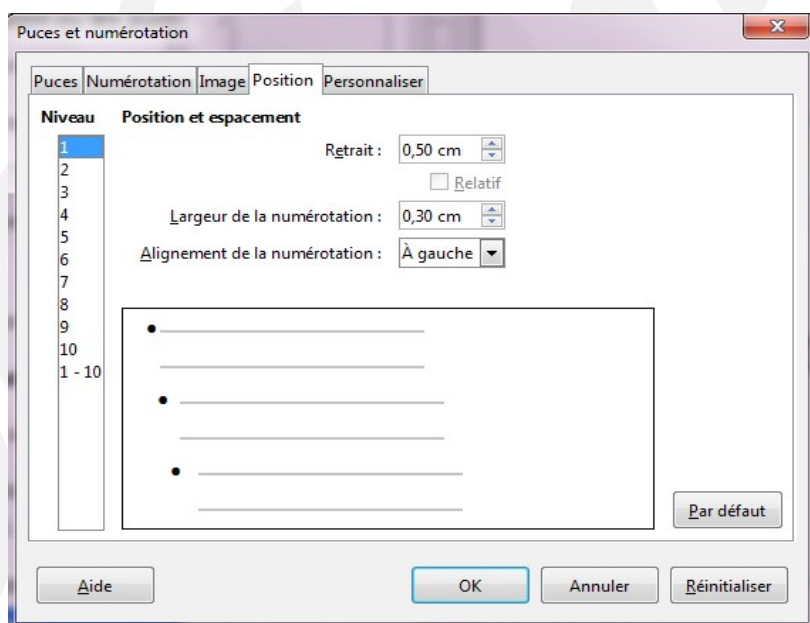 Puces et numérotation
Puces Numérotation Image Position Personnaliser
Niveau Position et espacement
1
2
3
4
5
6
7
8
9
10
1 - 10
Retrait : 0,50 cm
Relatif
Largeur de la numérotation : 0,30 cm
Alignement de la numérotation : À gauche
Par défaut
Aide OK Annuler Réinitialiser